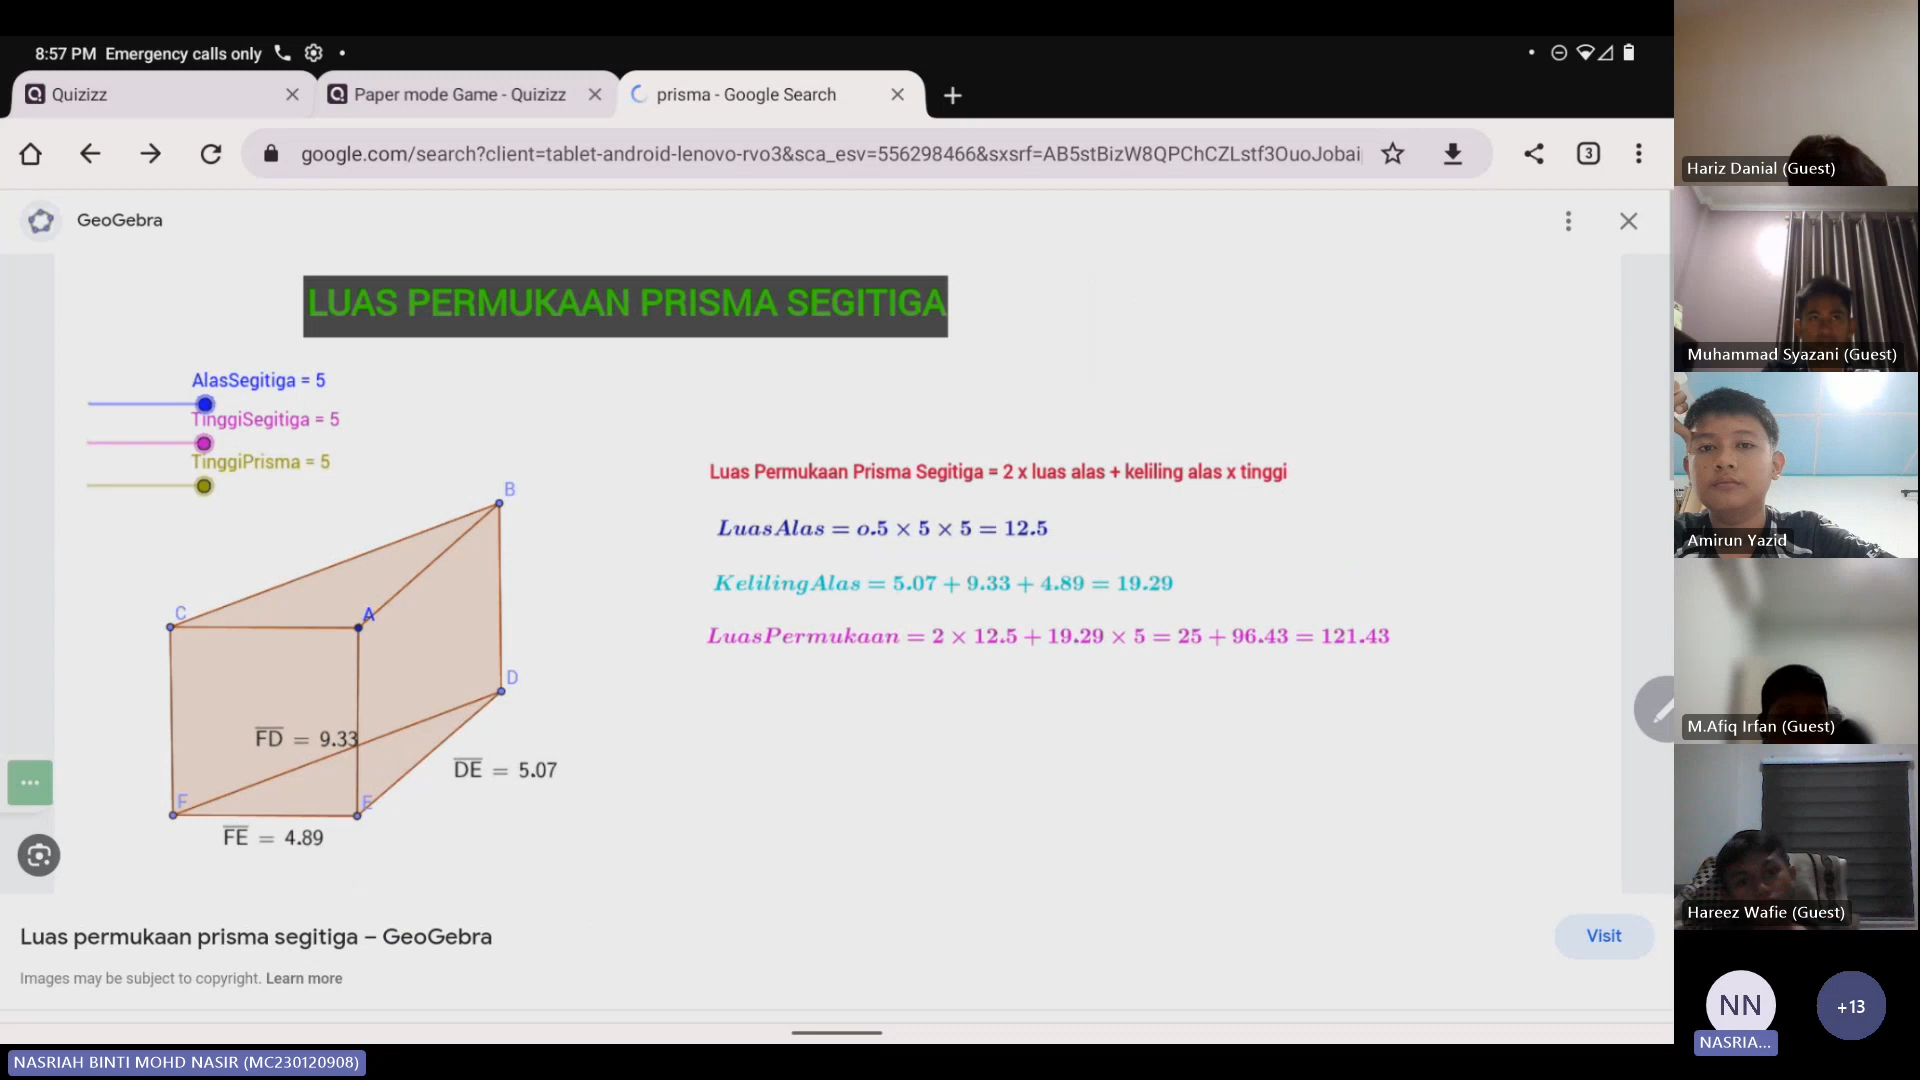 8:57 PM Emergency calls only
Quizizz
Paper mode Game - Quizizz
prisma - Google Search
google.com/search?client=tablet-android-lenovo-rvo3&sca_esv=556298466&sxsrf=AB5stBizW8QPChCZLstf3OuoJobai
3
GeoGebra
LUAS PERMUKAAN PRISMA SEGITIGA
AlasSegitiga = 5
TinggiSegitiga = 5
TinggiPrisma = 5
B
C
A
D
FD = 9.33
DE = 5.07
F
E
FE = 4.89
Luas Permukaan Prisma Segitiga = 2 x luas alas + keliling alas x tinggi
LuasAlas = o.5 × 5 × 5 = 12.5
KelilingAlas = 5.07 + 9.33 + 4.89 = 19.29
LuasPermukaan = 2 × 12.5 + 19.29 × 5 = 25 + 96.43 = 121.43
Luas permukaan prisma segitiga – GeoGebra
Visit
Images may be subject to copyright. Learn more
NASRIAH BINTI MOHD NASIR (MC230120908)
Hariz Danial (Guest)
Muhammad Syazani (Guest)
Amirun Yazid
M.Afiq Irfan (Guest)
Hareez Wafie (Guest)
NN
+13
NASRIA...